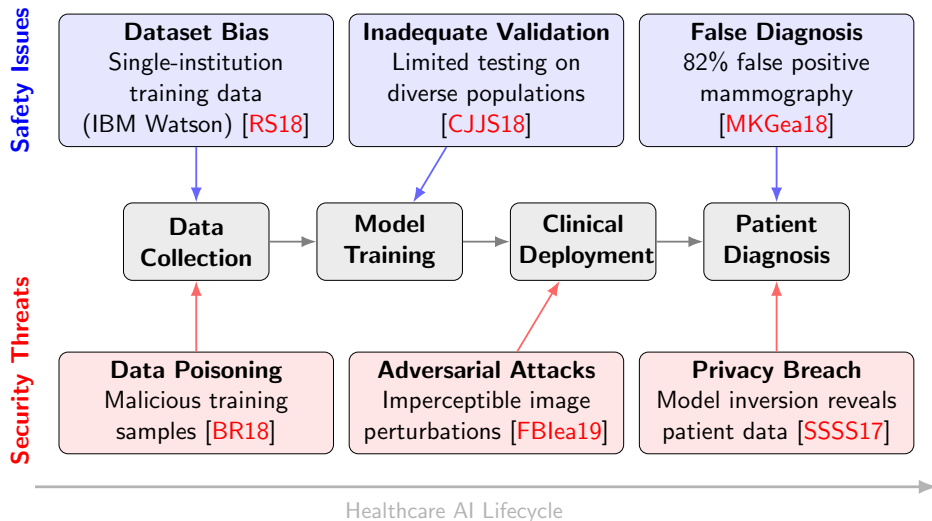 Safety Issues
Dataset Bias
Single-institution
training data
(IBM Watson) [RS18]
Inadequate Validation
Limited testing on
diverse populations
[CJJS18]
False Diagnosis
82% false positive
mammography
[MKGea18]
Data
Collection
Model
Training
Clinical
Deployment
Patient
Diagnosis
Security Threats
Data Poisoning
Malicious training
samples [BR18]
Adversarial Attacks
Imperceptible image
perturbations [FBIea19]
Privacy Breach
Model inversion reveals
patient data [SSSS17]
Healthcare AI Lifecycle